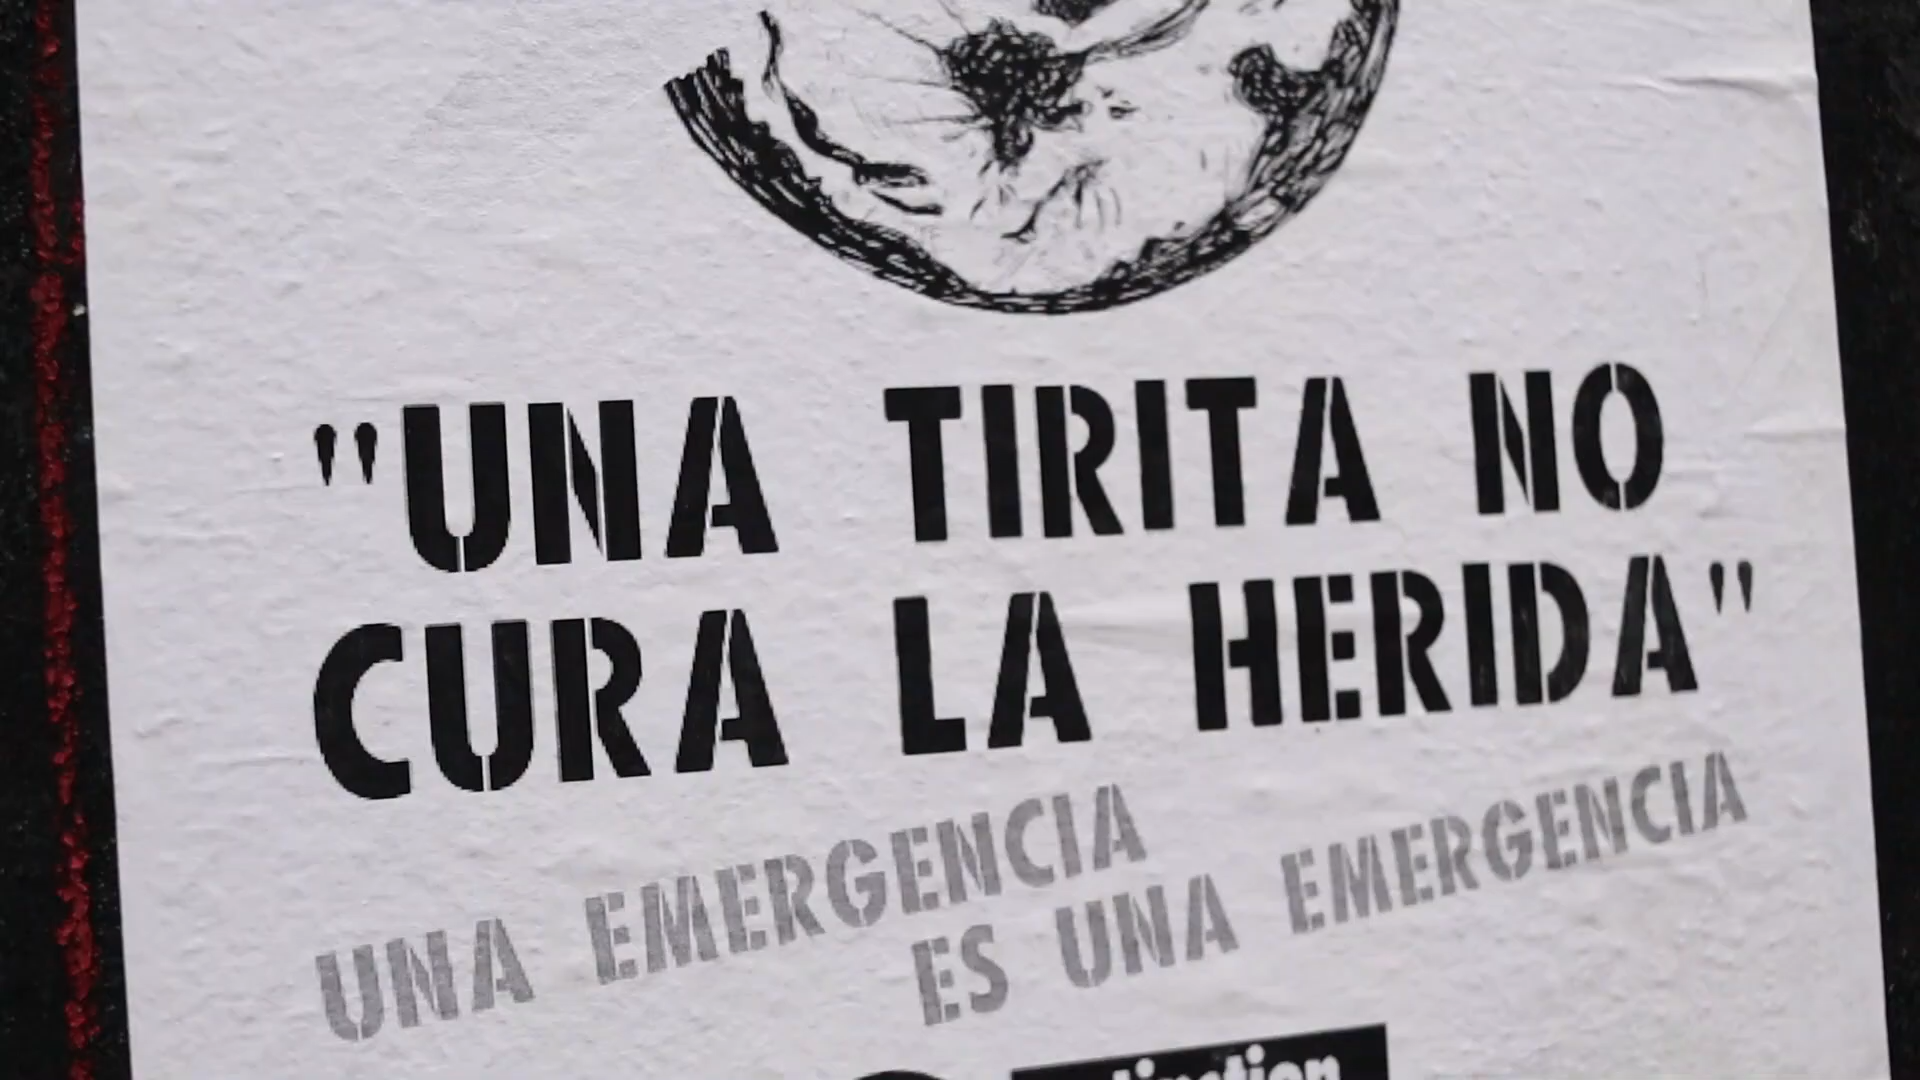 "UNA TIRITA NO
CURA LA HERIDA"
UNA EMERGENCIA
ES UNA EMERGENCIA